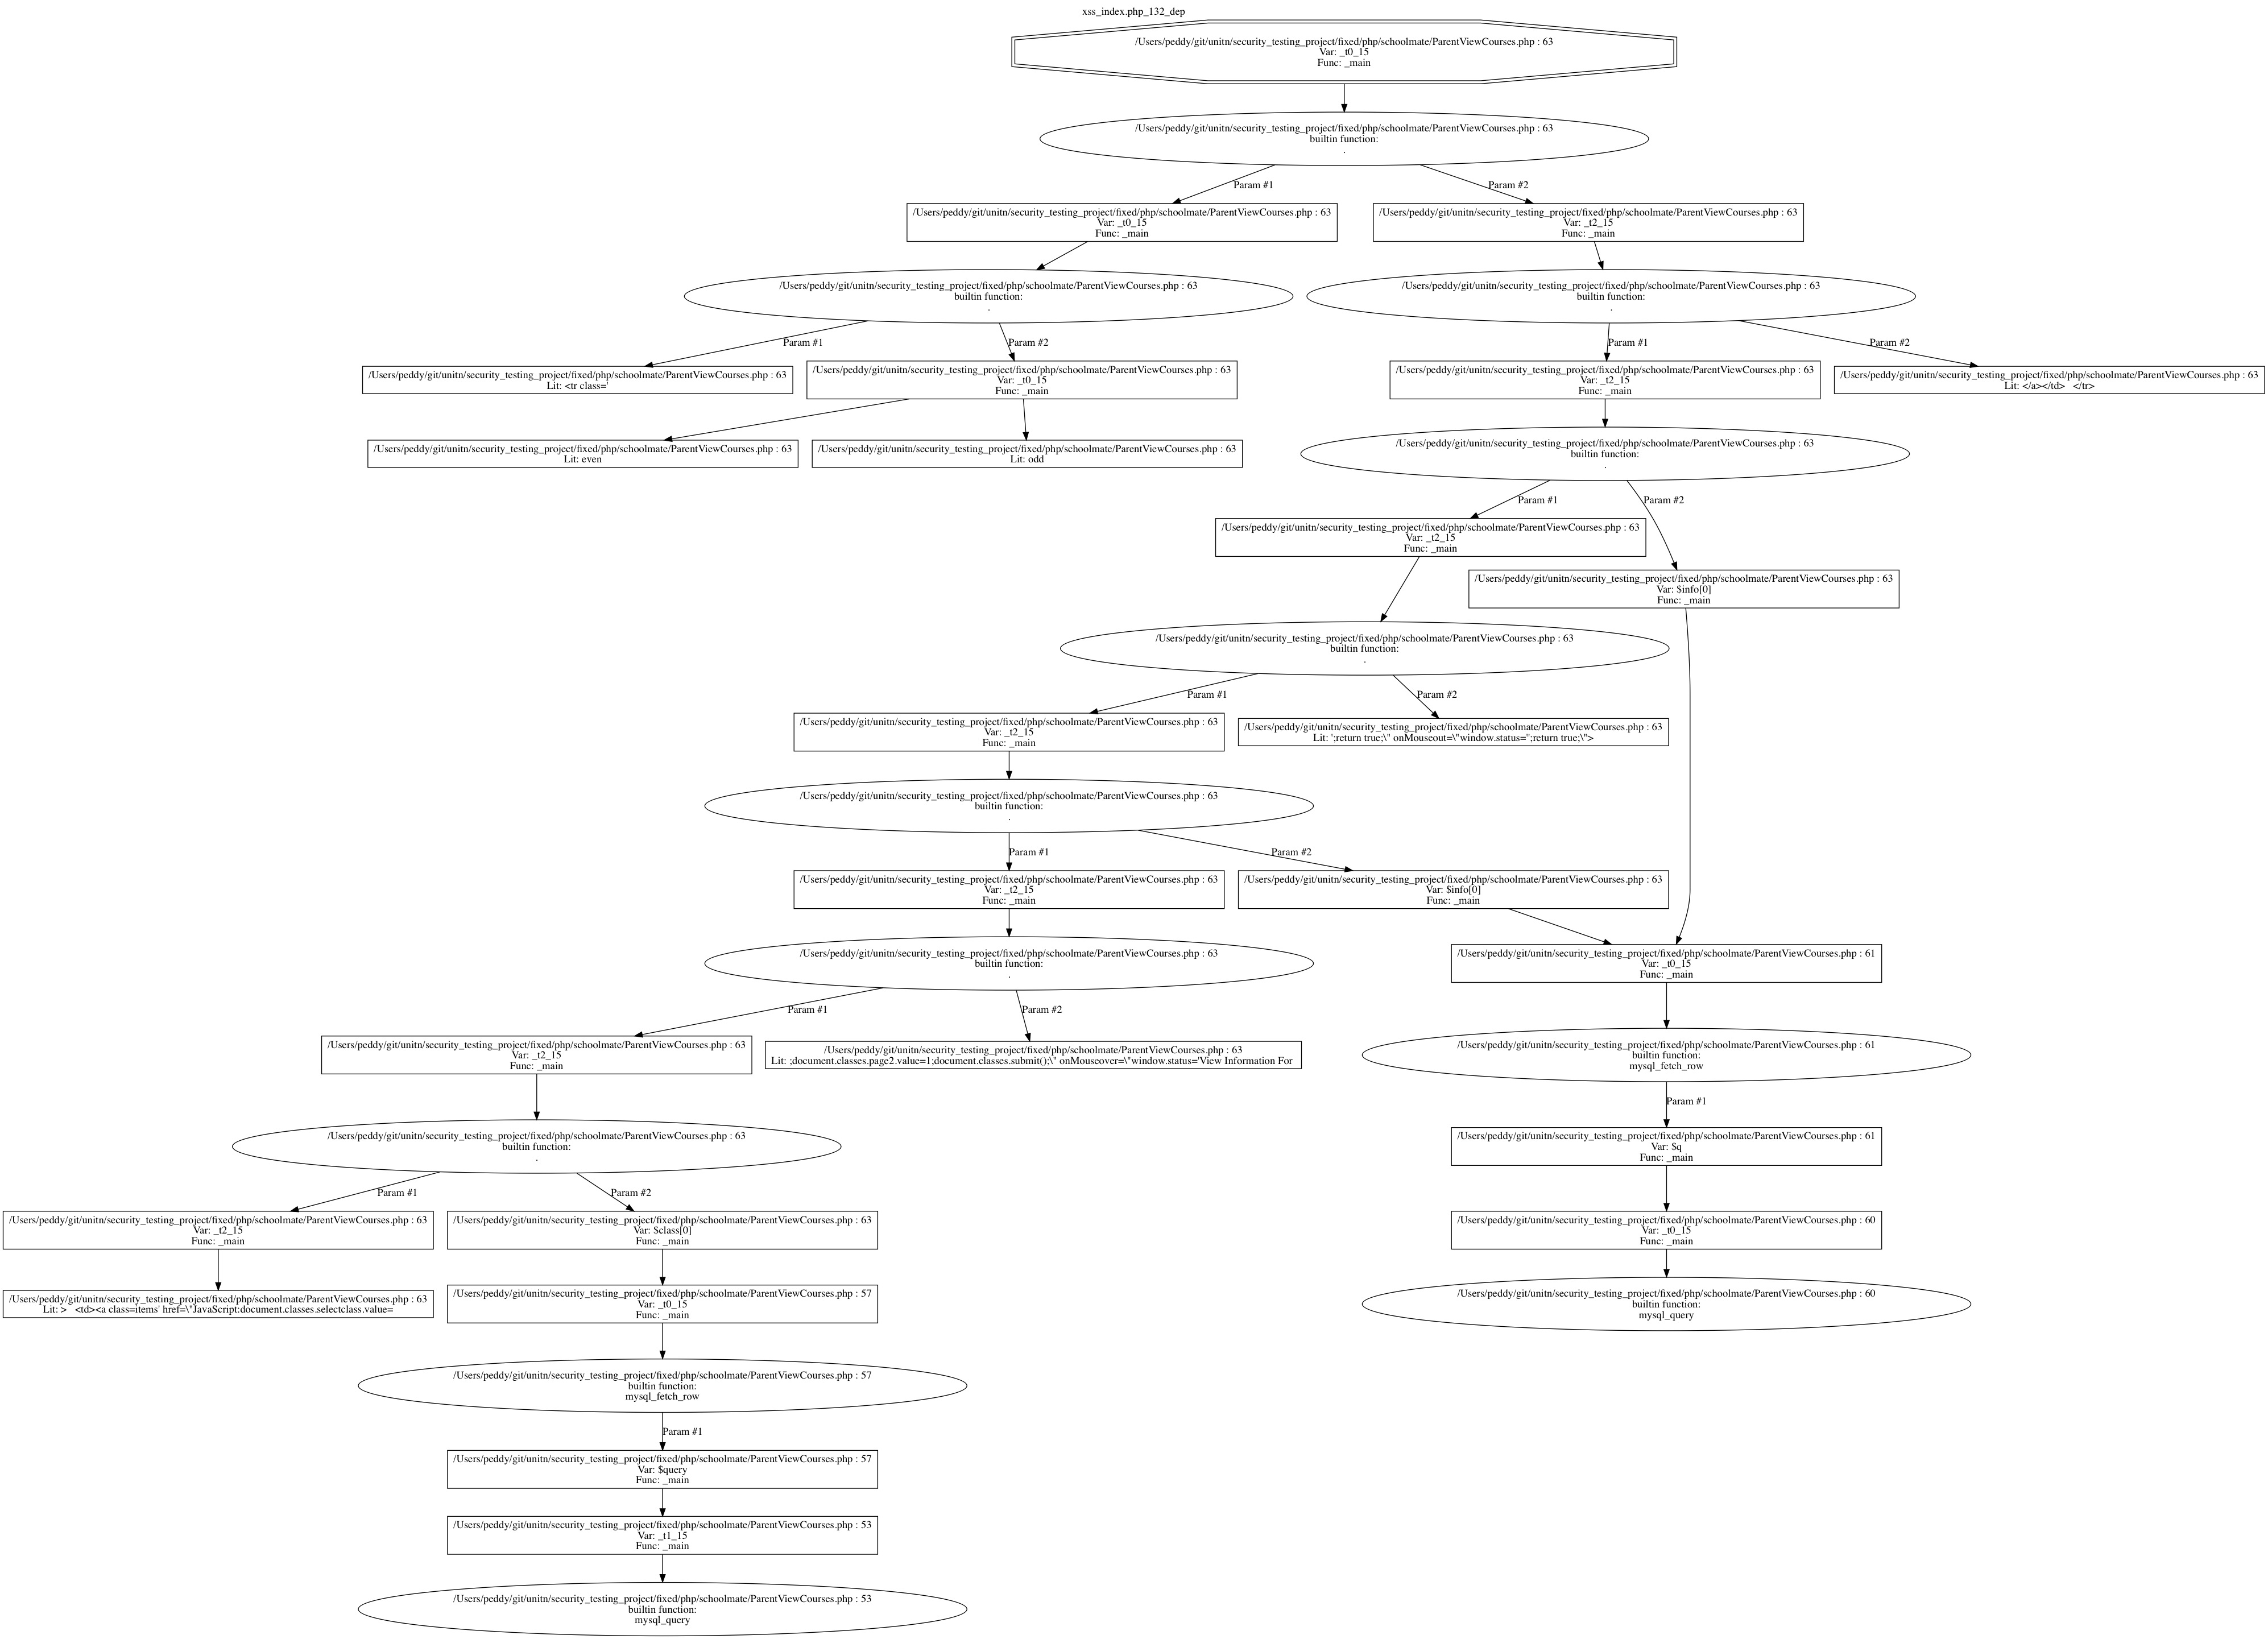 xss_index.php_132_dep
/Users/peddy/git/unitn/security_testing_project/fixed/php/schoolmate/ParentViewCourses.php : 63
Var: _t0_15
Func: _main
/Users/peddy/git/unitn/security_testing_project/fixed/php/schoolmate/ParentViewCourses.php : 63
builtin function:
.
Param #1
Param #2
/Users/peddy/git/unitn/security_testing_project/fixed/php/schoolmate/ParentViewCourses.php : 63
Var: _t0_15
Func: _main
/Users/peddy/git/unitn/security_testing_project/fixed/php/schoolmate/ParentViewCourses.php : 63
Var: _t2_15
Func: _main
/Users/peddy/git/unitn/security_testing_project/fixed/php/schoolmate/ParentViewCourses.php : 63
builtin function:
.
/Users/peddy/git/unitn/security_testing_project/fixed/php/schoolmate/ParentViewCourses.php : 63
builtin function:
.
Param #1
Param #2
Param #1
Param #2
/Users/peddy/git/unitn/security_testing_project/fixed/php/schoolmate/ParentViewCourses.php : 63
Lit: <tr class='
/Users/peddy/git/unitn/security_testing_project/fixed/php/schoolmate/ParentViewCourses.php : 63
Var: _t0_15
Func: _main
/Users/peddy/git/unitn/security_testing_project/fixed/php/schoolmate/ParentViewCourses.php : 63
Var: _t2_15
Func: _main
/Users/peddy/git/unitn/security_testing_project/fixed/php/schoolmate/ParentViewCourses.php : 63
Lit: </a></td>   </tr>
/Users/peddy/git/unitn/security_testing_project/fixed/php/schoolmate/ParentViewCourses.php : 63
Lit: even
/Users/peddy/git/unitn/security_testing_project/fixed/php/schoolmate/ParentViewCourses.php : 63
Lit: odd
/Users/peddy/git/unitn/security_testing_project/fixed/php/schoolmate/ParentViewCourses.php : 63
builtin function:
.
Param #1
Param #2
/Users/peddy/git/unitn/security_testing_project/fixed/php/schoolmate/ParentViewCourses.php : 63
Var: _t2_15
Func: _main
/Users/peddy/git/unitn/security_testing_project/fixed/php/schoolmate/ParentViewCourses.php : 63
Var: $info[0]
Func: _main
/Users/peddy/git/unitn/security_testing_project/fixed/php/schoolmate/ParentViewCourses.php : 63
builtin function:
.
Param #1
Param #2
/Users/peddy/git/unitn/security_testing_project/fixed/php/schoolmate/ParentViewCourses.php : 63
Var: _t2_15
Func: _main
/Users/peddy/git/unitn/security_testing_project/fixed/php/schoolmate/ParentViewCourses.php : 63
Lit: ';return true;\" onMouseout=\"window.status='';return true;\">
/Users/peddy/git/unitn/security_testing_project/fixed/php/schoolmate/ParentViewCourses.php : 63
builtin function:
.
Param #1
Param #2
/Users/peddy/git/unitn/security_testing_project/fixed/php/schoolmate/ParentViewCourses.php : 63
Var: _t2_15
Func: _main
/Users/peddy/git/unitn/security_testing_project/fixed/php/schoolmate/ParentViewCourses.php : 63
Var: $info[0]
Func: _main
/Users/peddy/git/unitn/security_testing_project/fixed/php/schoolmate/ParentViewCourses.php : 63
builtin function:
.
/Users/peddy/git/unitn/security_testing_project/fixed/php/schoolmate/ParentViewCourses.php : 61
Var: _t0_15
Func: _main
Param #1
Param #2
/Users/peddy/git/unitn/security_testing_project/fixed/php/schoolmate/ParentViewCourses.php : 63
Var: _t2_15
Func: _main
/Users/peddy/git/unitn/security_testing_project/fixed/php/schoolmate/ParentViewCourses.php : 63
Lit: ;document.classes.page2.value=1;document.classes.submit();\" onMouseover=\"window.status='View Information For
/Users/peddy/git/unitn/security_testing_project/fixed/php/schoolmate/ParentViewCourses.php : 61
builtin function:
mysql_fetch_row
Param #1
/Users/peddy/git/unitn/security_testing_project/fixed/php/schoolmate/ParentViewCourses.php : 63
builtin function:
.
/Users/peddy/git/unitn/security_testing_project/fixed/php/schoolmate/ParentViewCourses.php : 61
Var: $q
Func: _main
Param #1
Param #2
/Users/peddy/git/unitn/security_testing_project/fixed/php/schoolmate/ParentViewCourses.php : 63
Var: _t2_15
Func: _main
/Users/peddy/git/unitn/security_testing_project/fixed/php/schoolmate/ParentViewCourses.php : 63
Var: $class[0]
Func: _main
/Users/peddy/git/unitn/security_testing_project/fixed/php/schoolmate/ParentViewCourses.php : 60
Var: _t0_15
Func: _main
/Users/peddy/git/unitn/security_testing_project/fixed/php/schoolmate/ParentViewCourses.php : 63
Lit: >   <td><a class=items' href=\"JavaScript:document.classes.selectclass.value=
/Users/peddy/git/unitn/security_testing_project/fixed/php/schoolmate/ParentViewCourses.php : 57
Var: _t0_15
Func: _main
/Users/peddy/git/unitn/security_testing_project/fixed/php/schoolmate/ParentViewCourses.php : 60
builtin function:
mysql_query
/Users/peddy/git/unitn/security_testing_project/fixed/php/schoolmate/ParentViewCourses.php : 57
builtin function:
mysql_fetch_row
Param #1
/Users/peddy/git/unitn/security_testing_project/fixed/php/schoolmate/ParentViewCourses.php : 57
Var: $query
Func: _main
/Users/peddy/git/unitn/security_testing_project/fixed/php/schoolmate/ParentViewCourses.php : 53
Var: _t1_15
Func: _main
/Users/peddy/git/unitn/security_testing_project/fixed/php/schoolmate/ParentViewCourses.php : 53
builtin function:
mysql_query